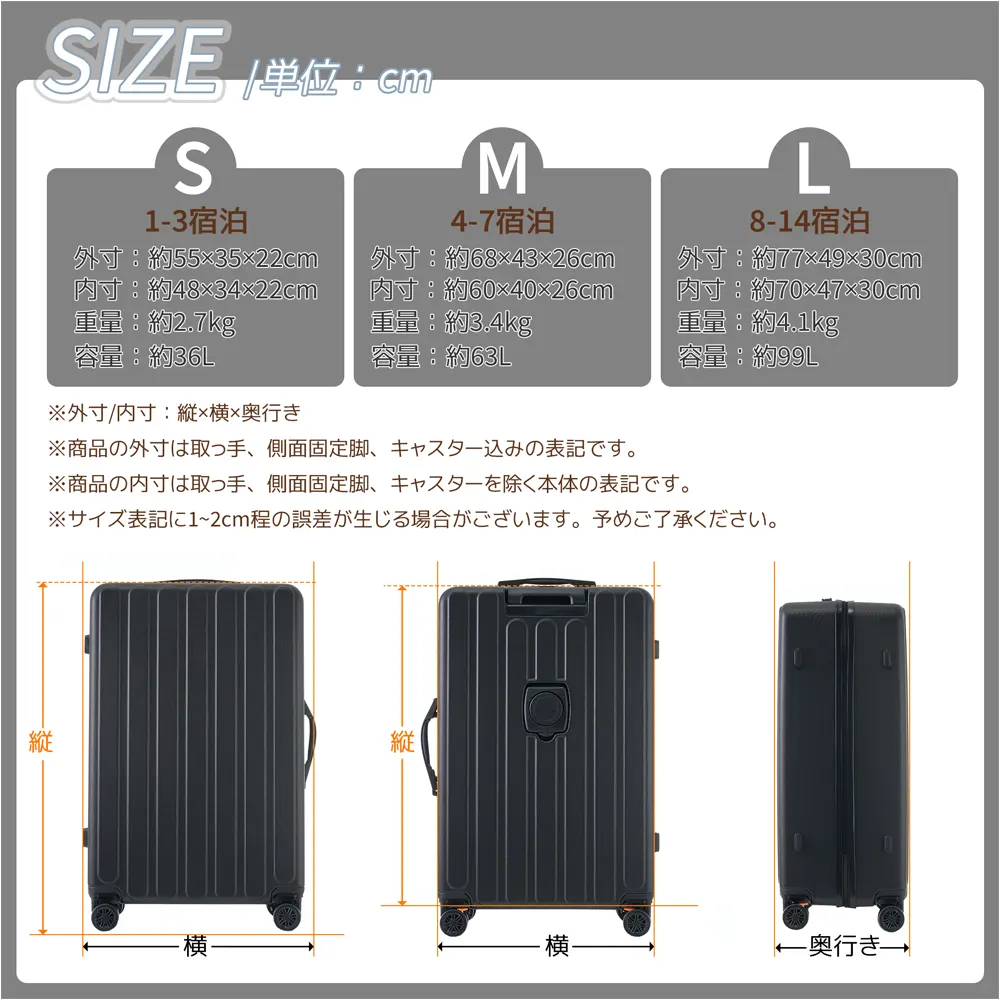 SIZE /単位：cm
S
1-3宿泊
外寸：約55×35×22cm
内寸：約48×34×22cm
重量：約2.7kg
容量：約36L
M
4-7宿泊
外寸：約68×43×26cm
内寸：約60×40×26cm
重量：約3.4kg
容量：約63L
L
8-14宿泊
外寸：約77×49×30cm
内寸：約70×47×30cm
重量：約4.1kg
容量：約99L
※外寸/内寸：縦×横×奥行き
※商品の外寸は取っ手、側面固定脚、キャスター込みの表記です。
※商品の内寸は取っ手、側面固定脚、キャスターを除く本体の表記です。
※サイズ表記に1~2cm程の誤差が生じる場合がございます。予めご了承ください。
縦
横
縦
横
奥行き